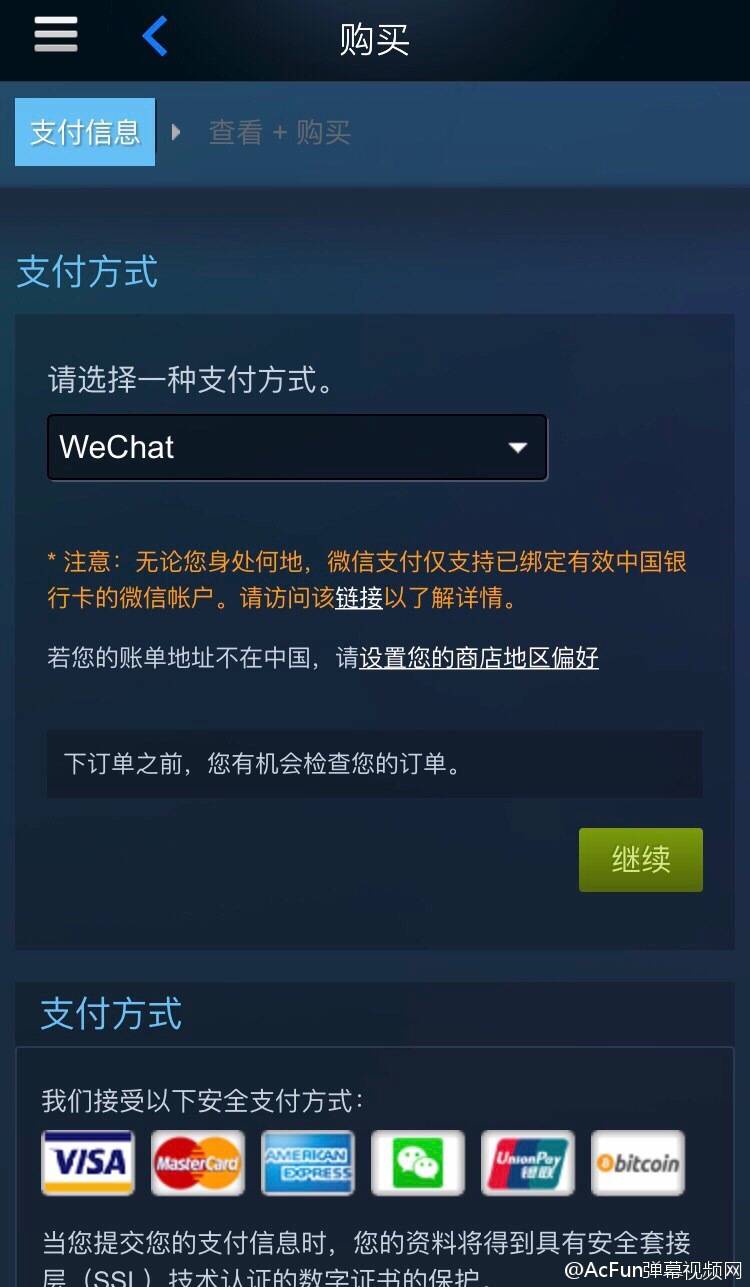 购买
支付信息
查看 + 购买
支付方式
请选择一种支付方式。
WeChat
* 注意：无论您身处何地，微信支付仅支持已绑定有效中国银
行卡的微信帐户。请访问该链接以了解详情。
若您的账单地址不在中国，请设置您的商店地区偏好
下订单之前，您有机会检查您的订单。
继续
支付方式
我们接受以下安全支付方式：
VISA
MasterCard
AMERICAN
EXPRESS
UnionPay
银联
bitcoin
当您提交您的支付信息时，您的资料将得到具有安全套接
层（SSL）技术认证的数字证书的保护。
@AcFun弹幕视频网